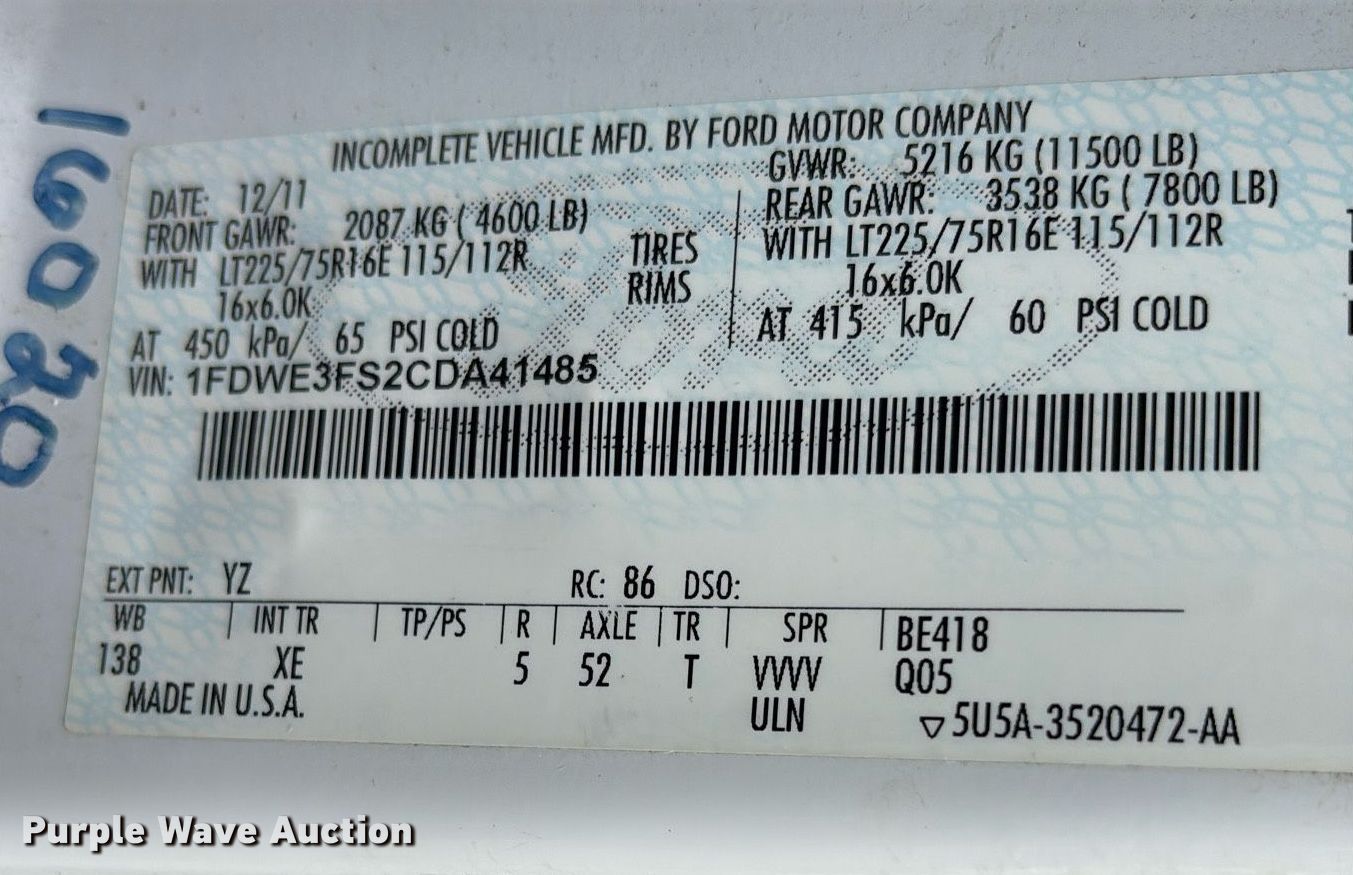 16020
INCOMPLETE VEHICLE MFD. BY FORD MOTOR COMPANY
DATE: 12/11
GVWR: 5216 KG (11500 LB)
FRONT GAWR: 2087 KG ( 4600 LB)
REAR GAWR: 3538 KG ( 7800 LB)
WITH LT225/75R16E 115/112R
TIRES
WITH LT225/75R16E 115/112R
16x6.0K
RIMS
16x6.0K
AT 450 kPa/ 65 PSI COLD
AT 415 kPa/ 60 PSI COLD
VIN: 1FDWE3FS2CDA41485
EXT PNT: YZ RC: 86 DSO:
WB | INT TR | TP/PS | R | AXLE | TR | SPR | BE418
138 XE 5 52 T VVVV Q05
MADE IN U.S.A. ULN ▽5U5A-3520472-AA
Purple Wave Auction